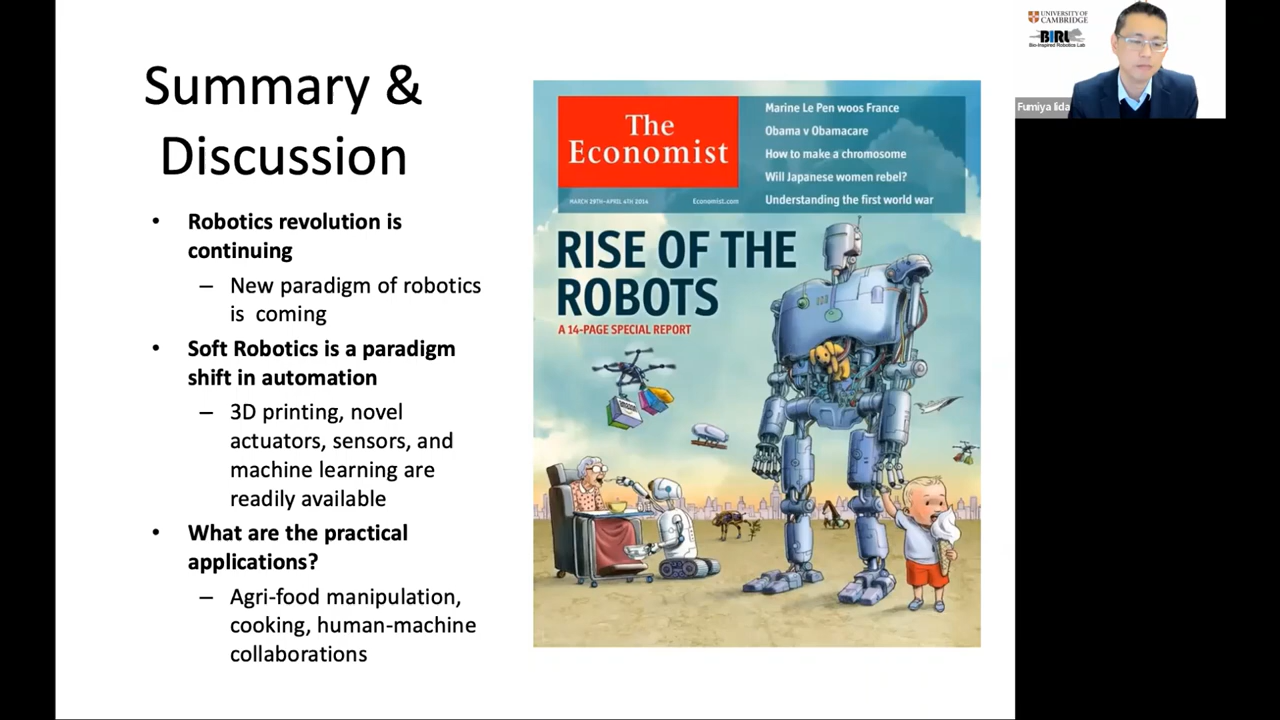 Summary &
Discussion
• Robotics revolution is
continuing
– New paradigm of robotics
is coming
• Soft Robotics is a paradigm
shift in automation
– 3D printing, novel
actuators, sensors, and
machine learning are
readily available
• What are the practical
applications?
– Agri-food manipulation,
cooking, human-machine
collaborations
The
Economist
MARCH 29TH–APRIL 4TH 2014
Economist.com
Marine Le Pen woos France
Obama v Obamacare
How to make a chromosome
Will Japanese women rebel?
Understanding the first world war
RISE OF THE
ROBOTS
A 14-PAGE SPECIAL REPORT
UNIVERSITY OF
CAMBRIDGE
BIRL
Bio-Inspired Robotics Lab
Fumiya Iida